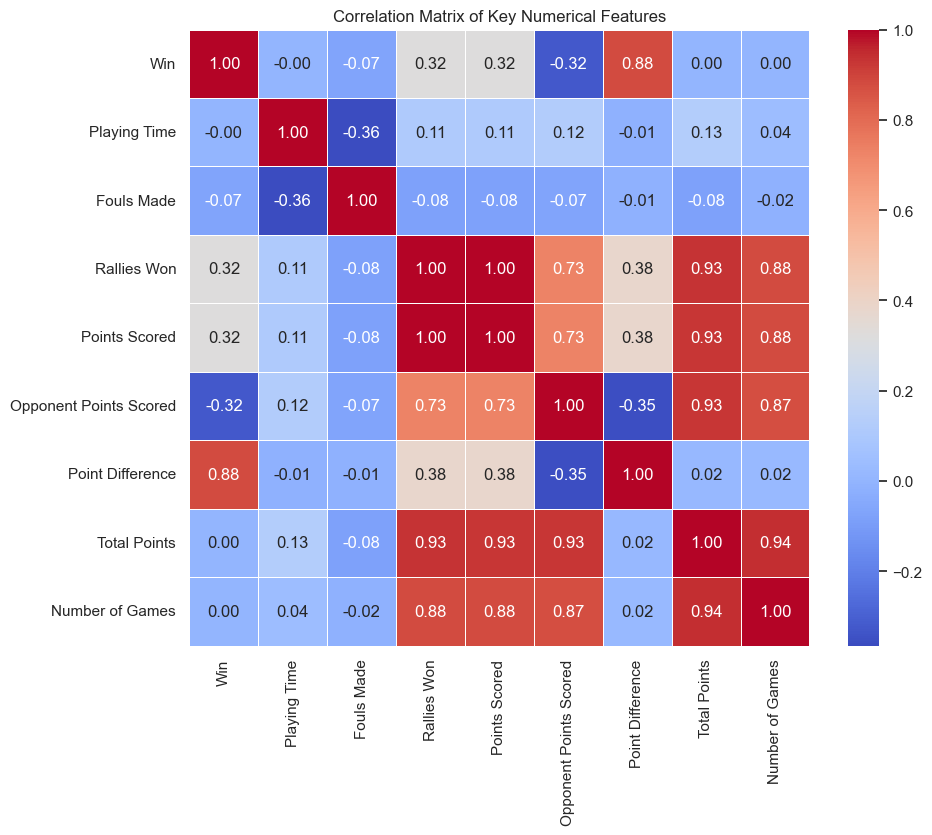 Correlation Matrix of Key Numerical Features
Win 1.00 -0.00 -0.07 0.32 0.32 -0.32 0.88 0.00 0.00
Playing Time -0.00 1.00 -0.36 0.11 0.11 0.12 -0.01 0.13 0.04
Fouls Made -0.07 -0.36 1.00 -0.08 -0.08 -0.07 -0.01 -0.08 -0.02
Rallies Won 0.32 0.11 -0.08 1.00 1.00 0.73 0.38 0.93 0.88
Points Scored 0.32 0.11 -0.08 1.00 1.00 0.73 0.38 0.93 0.88
Opponent Points Scored -0.32 0.12 -0.07 0.73 0.73 1.00 -0.35 0.93 0.87
Point Difference 0.88 -0.01 -0.01 0.38 0.38 -0.35 1.00 0.02 0.02
Total Points 0.00 0.13 -0.08 0.93 0.93 0.93 0.02 1.00 0.94
Number of Games 0.00 0.04 -0.02 0.88 0.88 0.87 0.02 0.94 1.00
Win
Playing Time
Fouls Made
Rallies Won
Points Scored
Opponent Points Scored
Point Difference
Total Points
Number of Games
1.0
0.8
0.6
0.4
0.2
0.0
−0.2